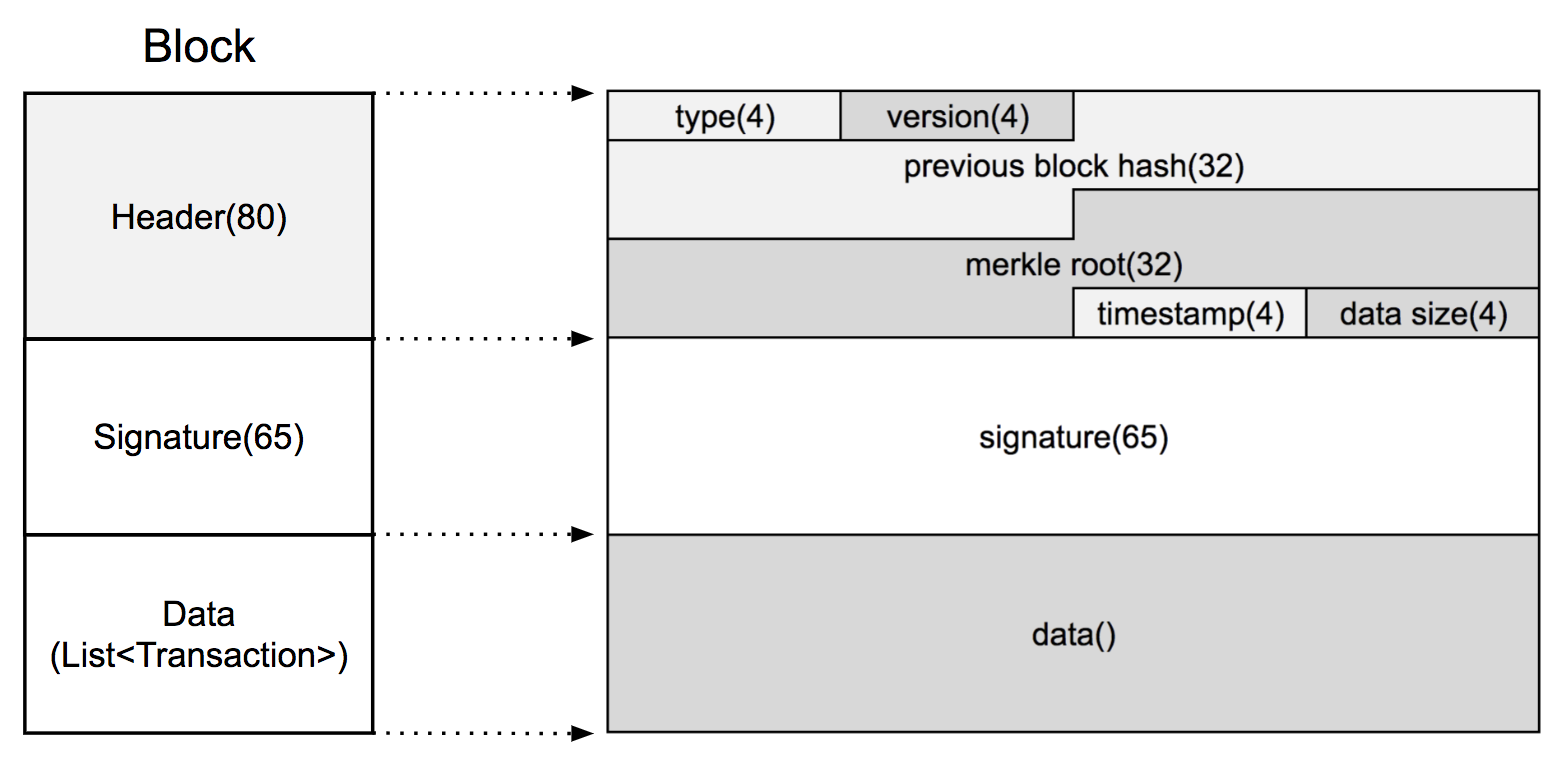 Block
Header(80)
Signature(65)
Data
(List<Transaction>)
type(4)
version(4)
previous block hash(32)
merkle root(32)
timestamp(4)
data size(4)
signature(65)
data()